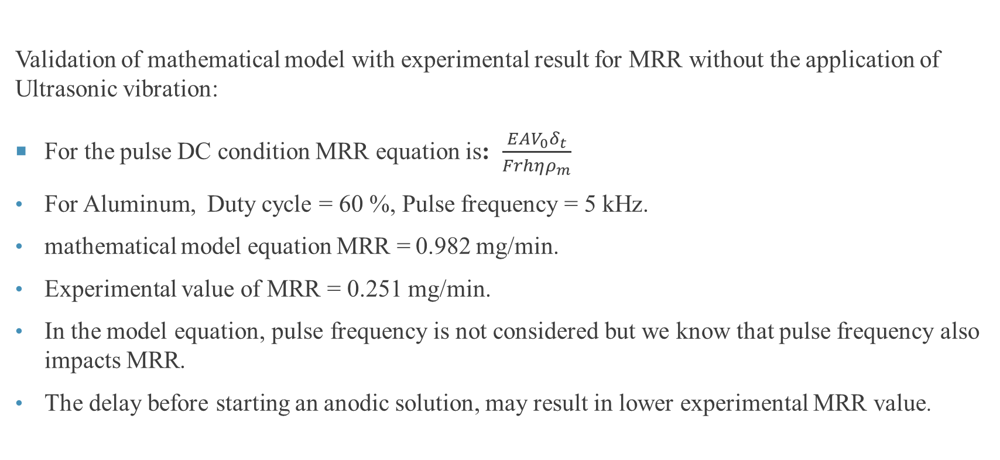 Validation of mathematical model with experimental result for MRR without the application of
Ultrasonic vibration:
▪ For the pulse DC condition MRR equation is: \frac{EAV_0\delta_t}{Frh\eta\rho_m}
• For Aluminum, Duty cycle = 60 %, Pulse frequency = 5 kHz.
• mathematical model equation MRR = 0.982 mg/min.
• Experimental value of MRR = 0.251 mg/min.
• In the model equation, pulse frequency is not considered but we know that pulse frequency also
impacts MRR.
• The delay before starting an anodic solution, may result in lower experimental MRR value.